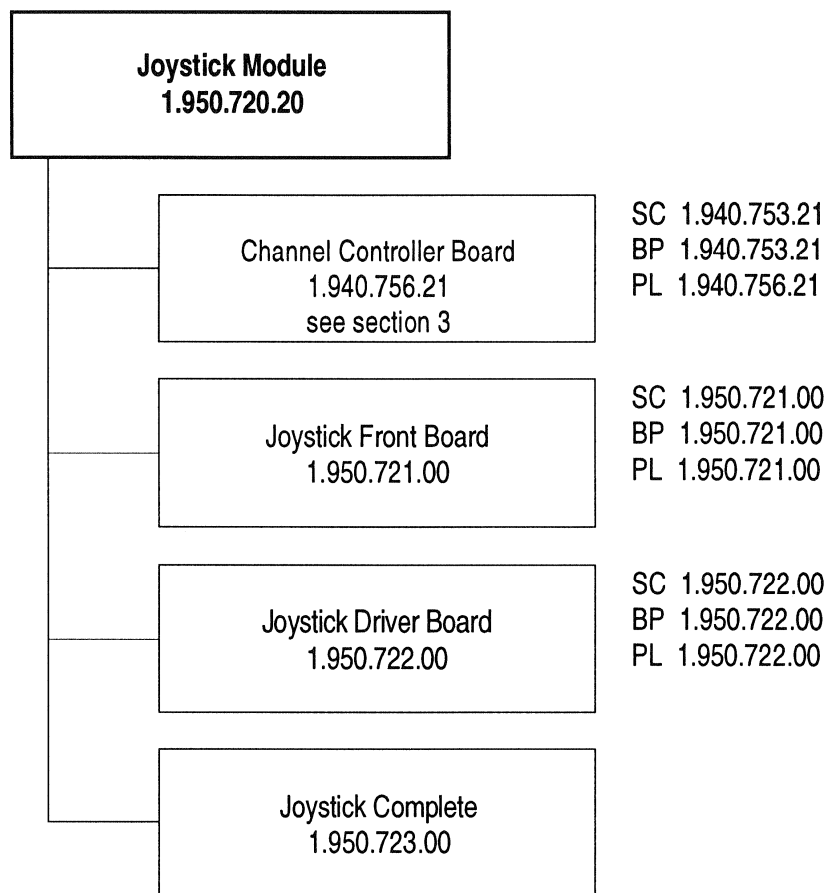 Joystick Module
1.950.720.20
Channel Controller Board
1.940.756.21
see section 3
SC 1.940.753.21
BP 1.940.753.21
PL 1.940.756.21
Joystick Front Board
1.950.721.00
SC 1.950.721.00
BP 1.950.721.00
PL 1.950.721.00
Joystick Driver Board
1.950.722.00
SC 1.950.722.00
BP 1.950.722.00
PL 1.950.722.00
Joystick Complete
1.950.723.00